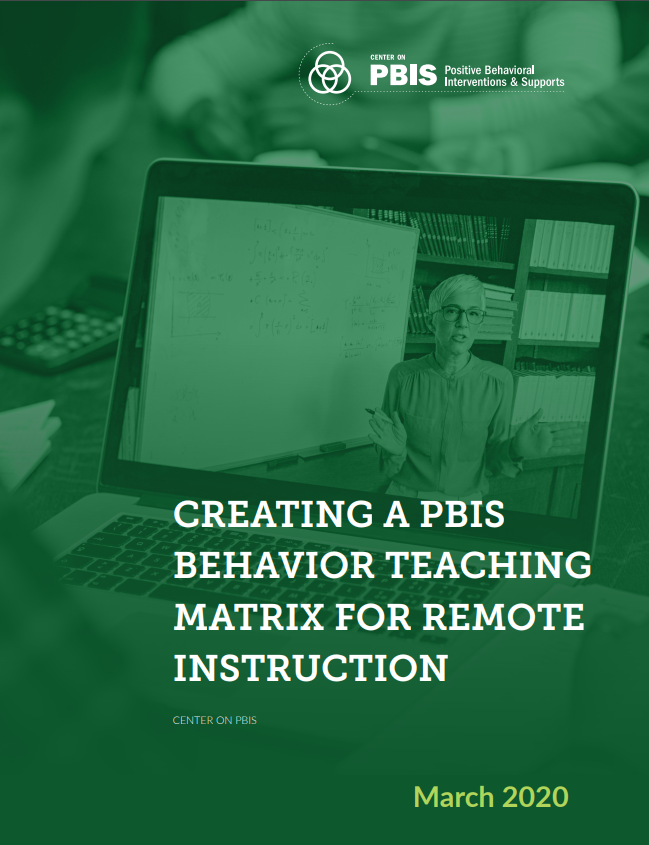 CENTER ON
PBIS
Positive Behavioral
Interventions & Supports
CREATING A PBIS
BEHAVIOR TEACHING
MATRIX FOR REMOTE
INSTRUCTION
CENTER ON PBIS
March 2020